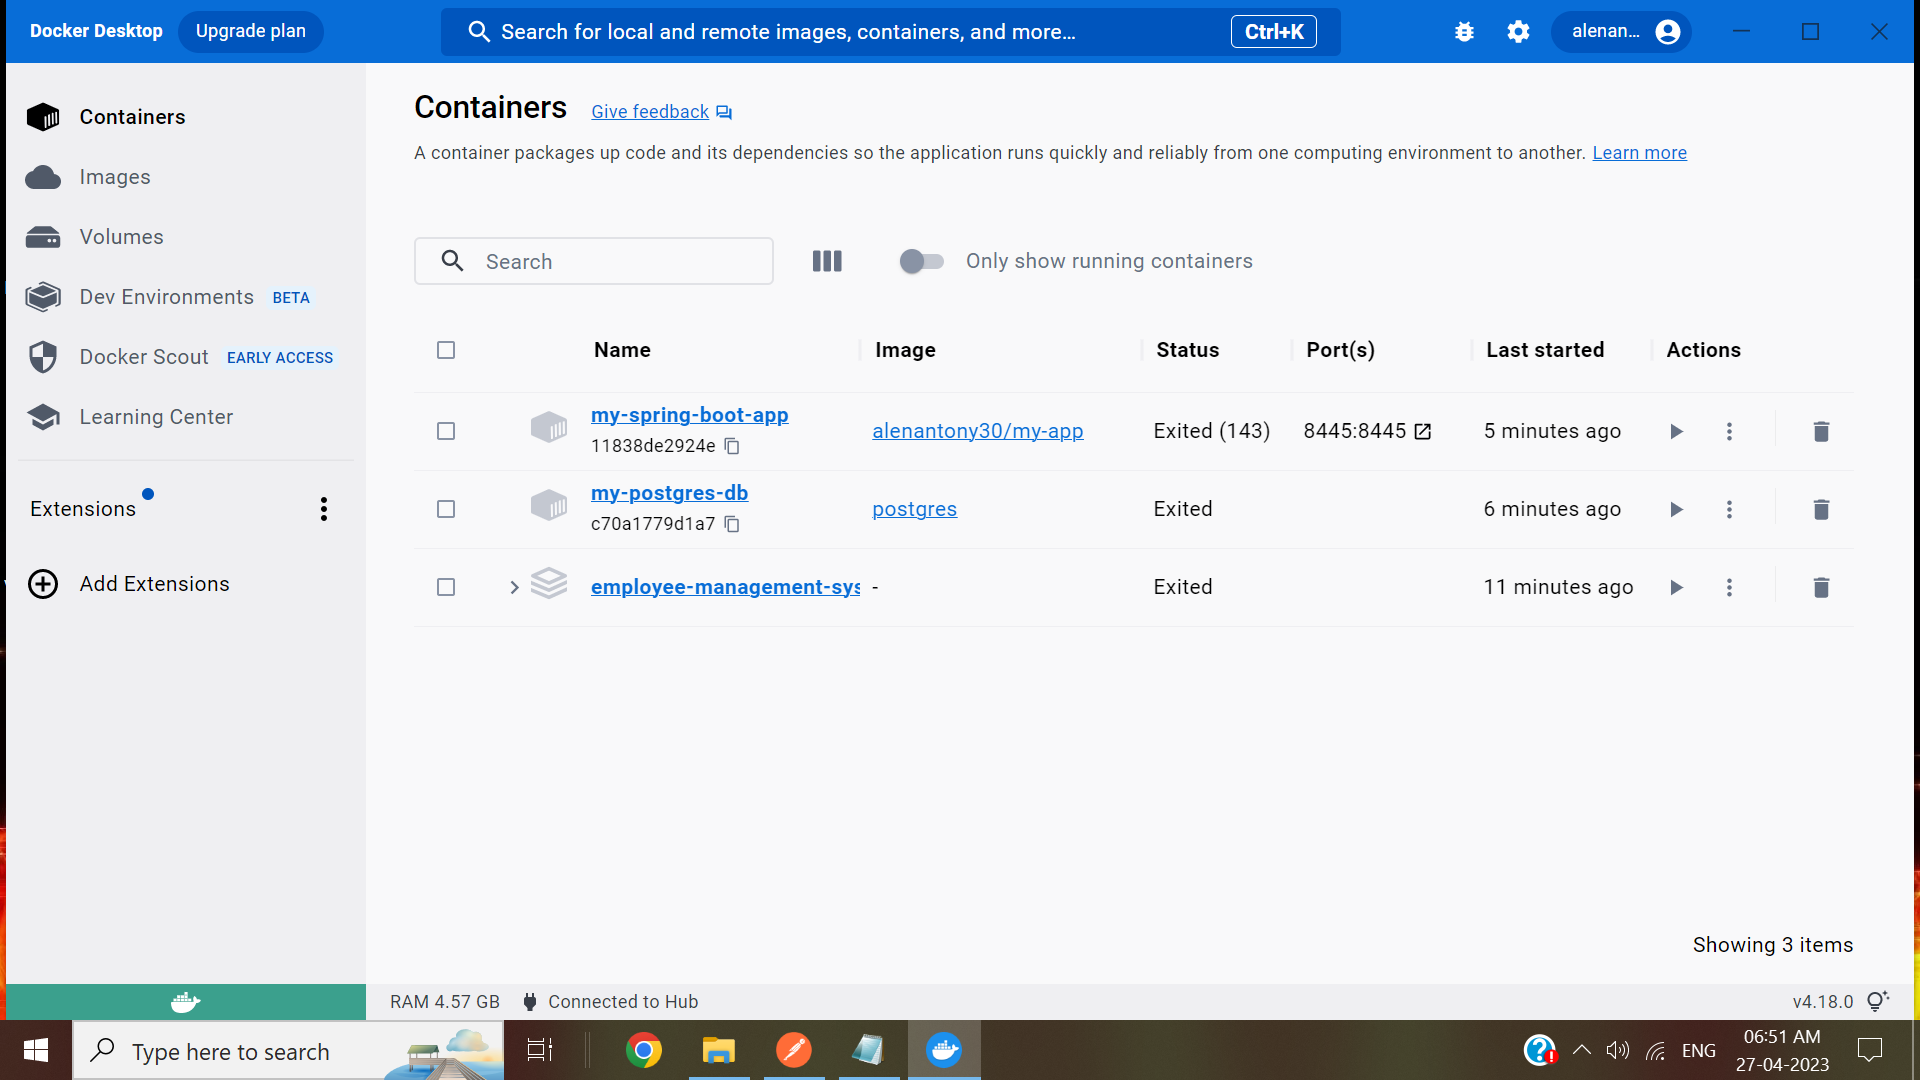 Docker Desktop
Upgrade plan
Search for local and remote images, containers, and more...
Ctrl+K
alenan...
Containers
Images
Volumes
Dev Environments BETA
Docker Scout EARLY ACCESS
Learning Center
Extensions
Add Extensions
Containers
Give feedback
A container packages up code and its dependencies so the application runs quickly and reliably from one computing environment to another. Learn more
Search
Only show running containers
Name Image Status Port(s) Last started Actions
my-spring-boot-app
11838de2924e
alenantony30/my-app
Exited (143)
8445:8445
5 minutes ago
my-postgres-db
c70a1779d1a7
postgres
Exited
6 minutes ago
employee-management-sys
-
Exited
11 minutes ago
Showing 3 items
RAM 4.57 GB
Connected to Hub
v4.18.0
Type here to search
ENG
06:51 AM
27-04-2023